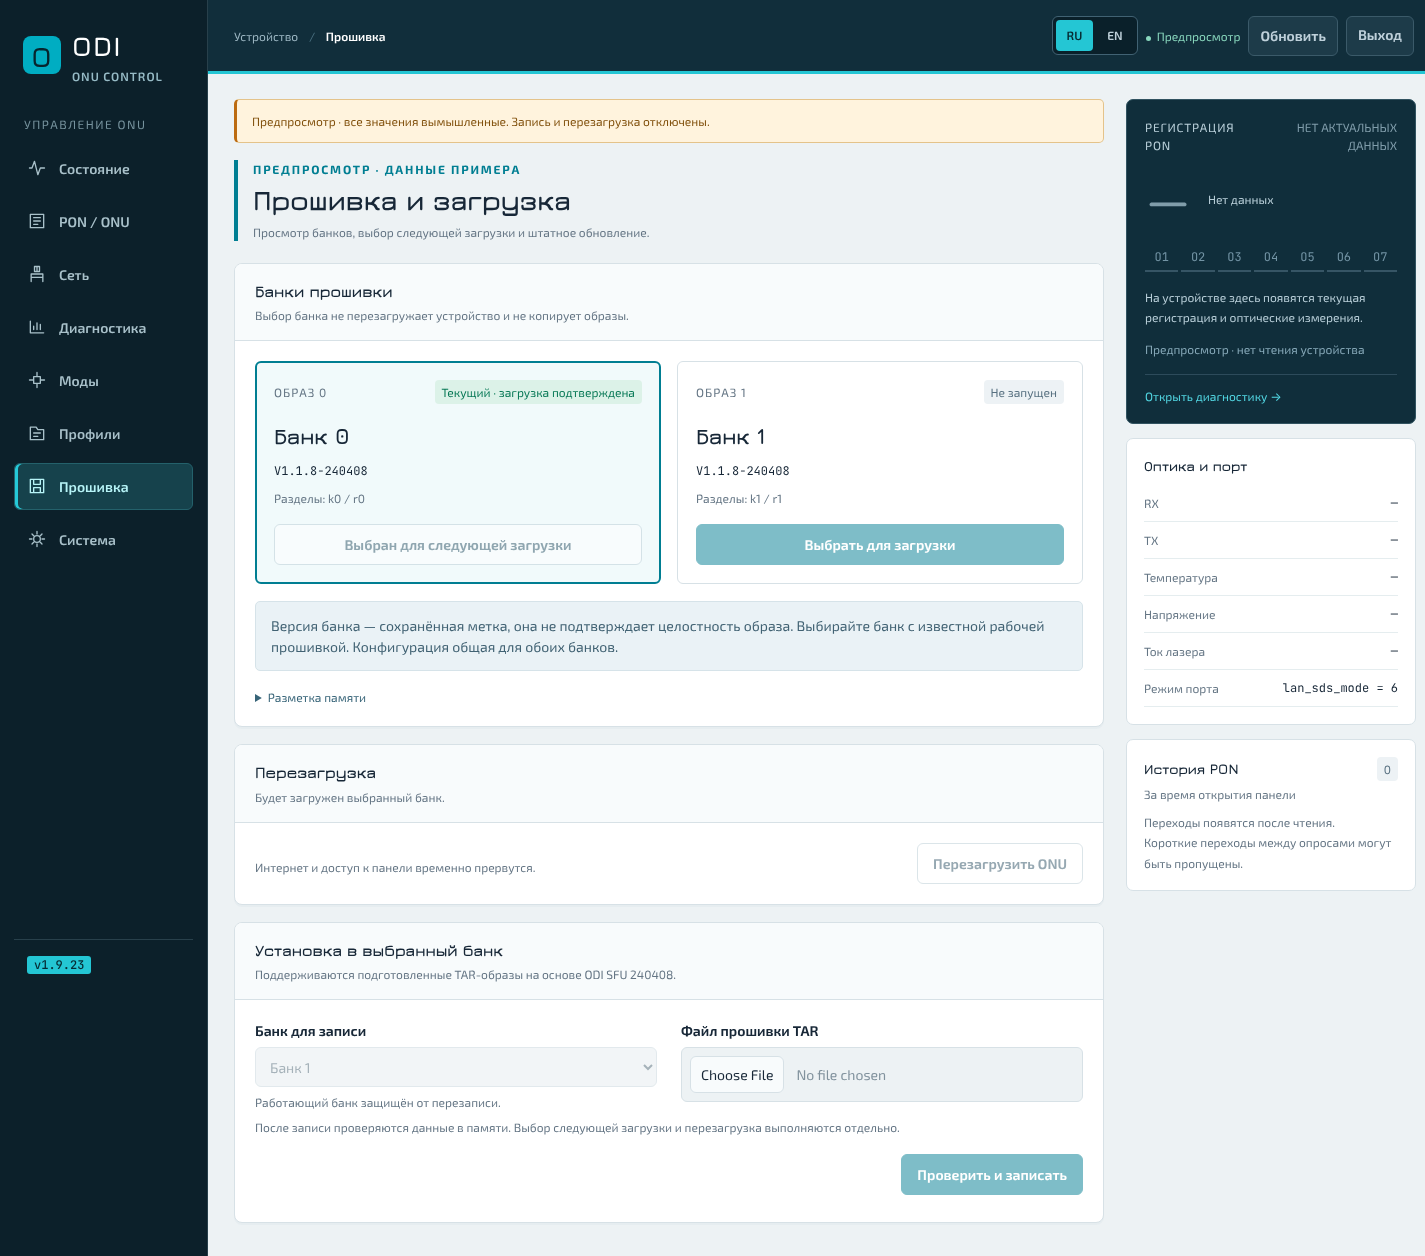 O
ODI
ONU CONTROL
УПРАВЛЕНИЕ ONU
Состояние
PON / ONU
Сеть
Диагностика
Моды
Профили
Прошивка
Система
v1.9.23
Устройство / Прошивка
RU EN
Предпросмотр
Обновить
Выход
Предпросмотр · все значения вымышленные. Запись и перезагрузка отключены.
ПРЕДПРОСМОТР · ДАННЫЕ ПРИМЕРА
Прошивка и загрузка
Просмотр банков, выбор следующей загрузки и штатное обновление.
Банки прошивки
Выбор банка не перезагружает устройство и не копирует образы.
ОБРАЗ 0
Текущий · загрузка подтверждена
Банк 0
V1.1.8-240408
Разделы: k0 / r0
Выбран для следующей загрузки
ОБРАЗ 1
Не запущен
Банк 1
V1.1.8-240408
Разделы: k1 / r1
Выбрать для загрузки
Версия банка — сохранённая метка, она не подтверждает целостность образа. Выбирайте банк с известной рабочей
прошивкой. Конфигурация общая для обоих банков.
Разметка памяти
Перезагрузка
Будет загружен выбранный банк.
Интернет и доступ к панели временно прервутся.
Перезагрузить ONU
Установка в выбранный банк
Поддерживаются подготовленные TAR-образы на основе ODI SFU 240408.
Банк для записи
Банк 1
Работающий банк защищён от перезаписи.
Файл прошивки TAR
Choose File No file chosen
После записи проверяются данные в памяти. Выбор следующей загрузки и перезагрузка выполняются отдельно.
Проверить и записать
РЕГИСТРАЦИЯ
PON
НЕТ АКТУАЛЬНЫХ
ДАННЫХ
— Нет данных
01 02 03 04 05 06 07
На устройстве здесь появятся текущая
регистрация и оптические измерения.
Предпросмотр · нет чтения устройства
Открыть диагностику →
Оптика и порт
RX —
TX —
Температура —
Напряжение —
Ток лазера —
Режим порта lan_sds_mode = 6
История PON 0
За время открытия панели
Переходы появятся после чтения.
Короткие переходы между опросами могут
быть пропущены.